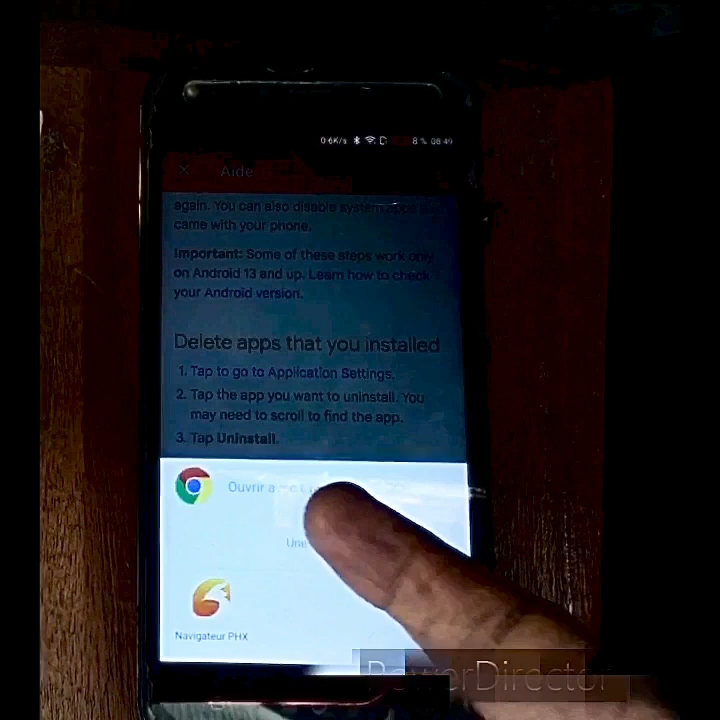 0.6K/s 8 % 08:49
Aide
again. You can also disable system apps
came with your phone.
Important: Some of these steps work only
on Android 13 and up. Learn how to check
your Android version.
Delete apps that you installed
1. Tap to go to Application Settings.
2. Tap the app you want to uninstall. You
may need to scroll to find the app.
3. Tap Uninstall.
Ouvrir
Navigateur PHX
PowerDirector